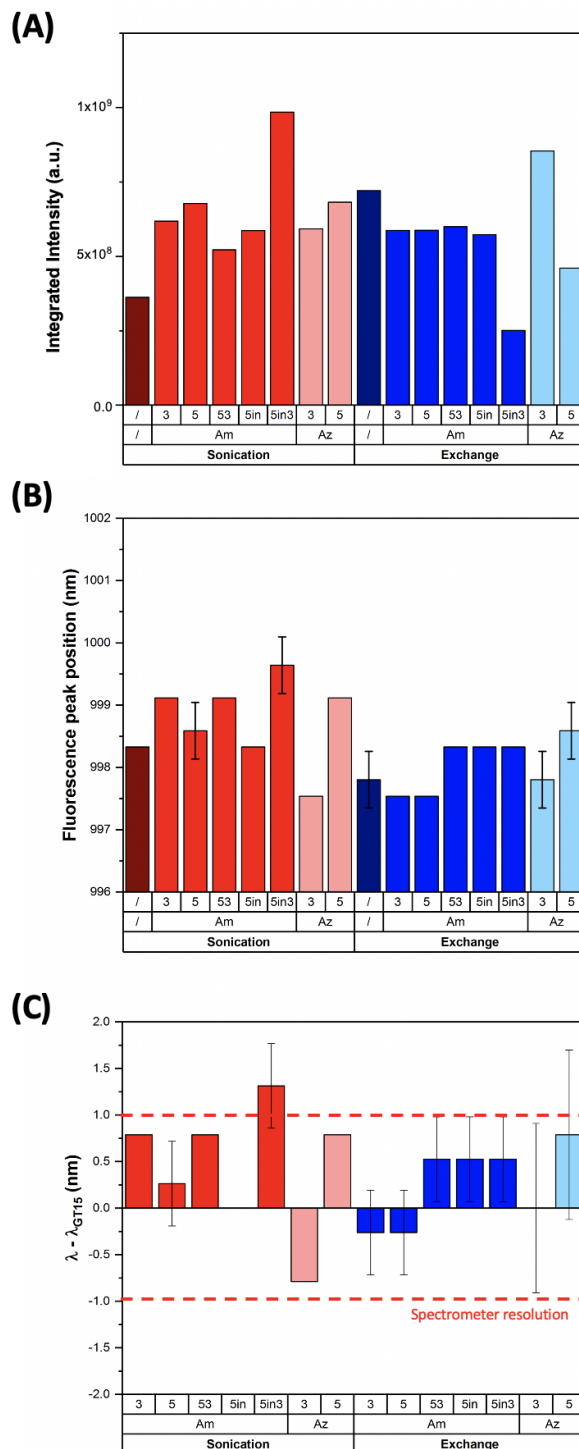 (A)
Integrated Intensity (a.u.)
1x10⁹
5x10⁸
0.0
/ 3 5 53 5in 5in3 3 5 / 3 5 53 5in 5in3 3 5
/ Am Az / Am Az
Sonication Exchange
(B)
Fluorescence peak position (nm)
1002
1001
1000
999
998
997
996
/ 3 5 53 5in 5in3 3 5 / 3 5 53 5in 5in3 3 5
/ Am Az / Am Az
Sonication Exchange
(C)
λ - λGT15 (nm)
2.0
1.5
1.0
0.5
0.0
-0.5
-1.0
-1.5
-2.0
Spectrometer resolution
3 5 53 5in 5in3 3 5 3 5 53 5in 5in3 3 5
Am Az Am Az
Sonication Exchange